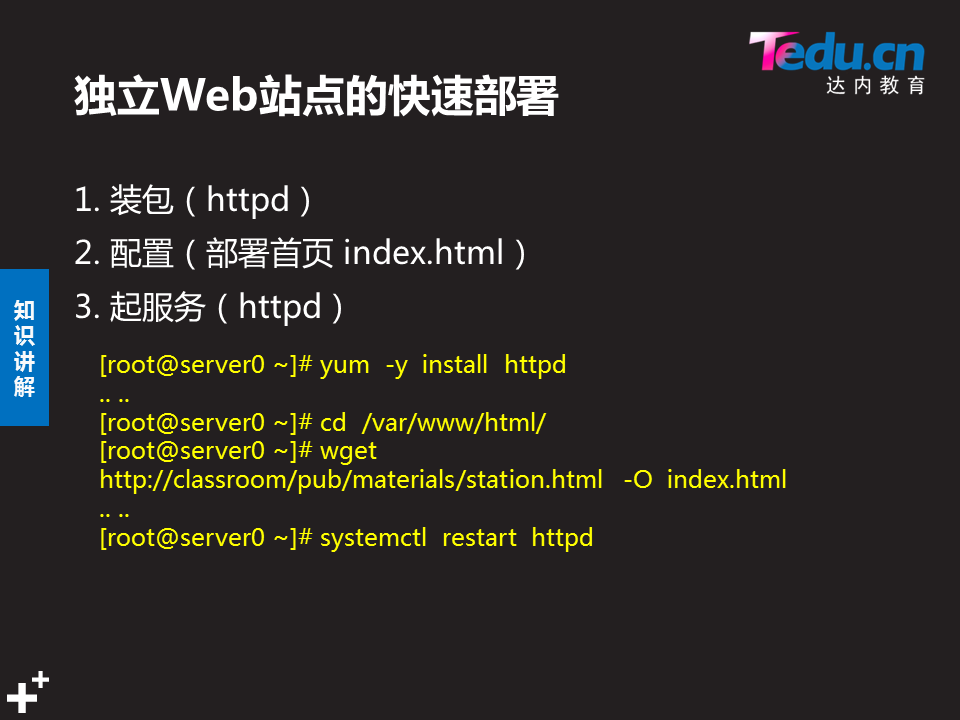 Tedu.cn
达内教育
独立Web站点的快速部署
1. 装包（httpd）
2. 配置（部署首页 index.html）
3. 起服务（httpd）
知
识
讲
解
[root@server0 ~]# yum  -y  install  httpd
.. ..
[root@server0 ~]# cd  /var/www/html/
[root@server0 ~]# wget
http://classroom/pub/materials/station.html   -O  index.html
.. ..
[root@server0 ~]# systemctl  restart  httpd